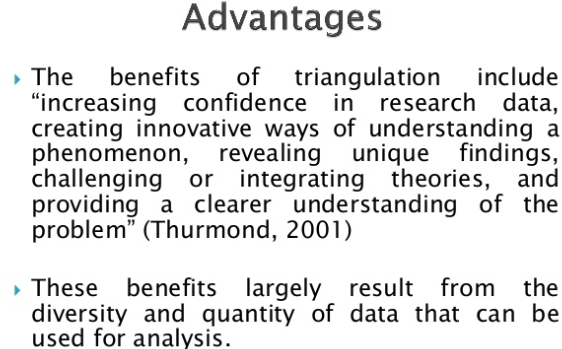 Advantages
The benefits of triangulation include
“increasing confidence in research data,
creating innovative ways of understanding a
phenomenon, revealing unique findings,
challenging or integrating theories, and
providing a clearer understanding of the
problem” (Thurmond, 2001)
These benefits largely result from the
diversity and quantity of data that can be
used for analysis.